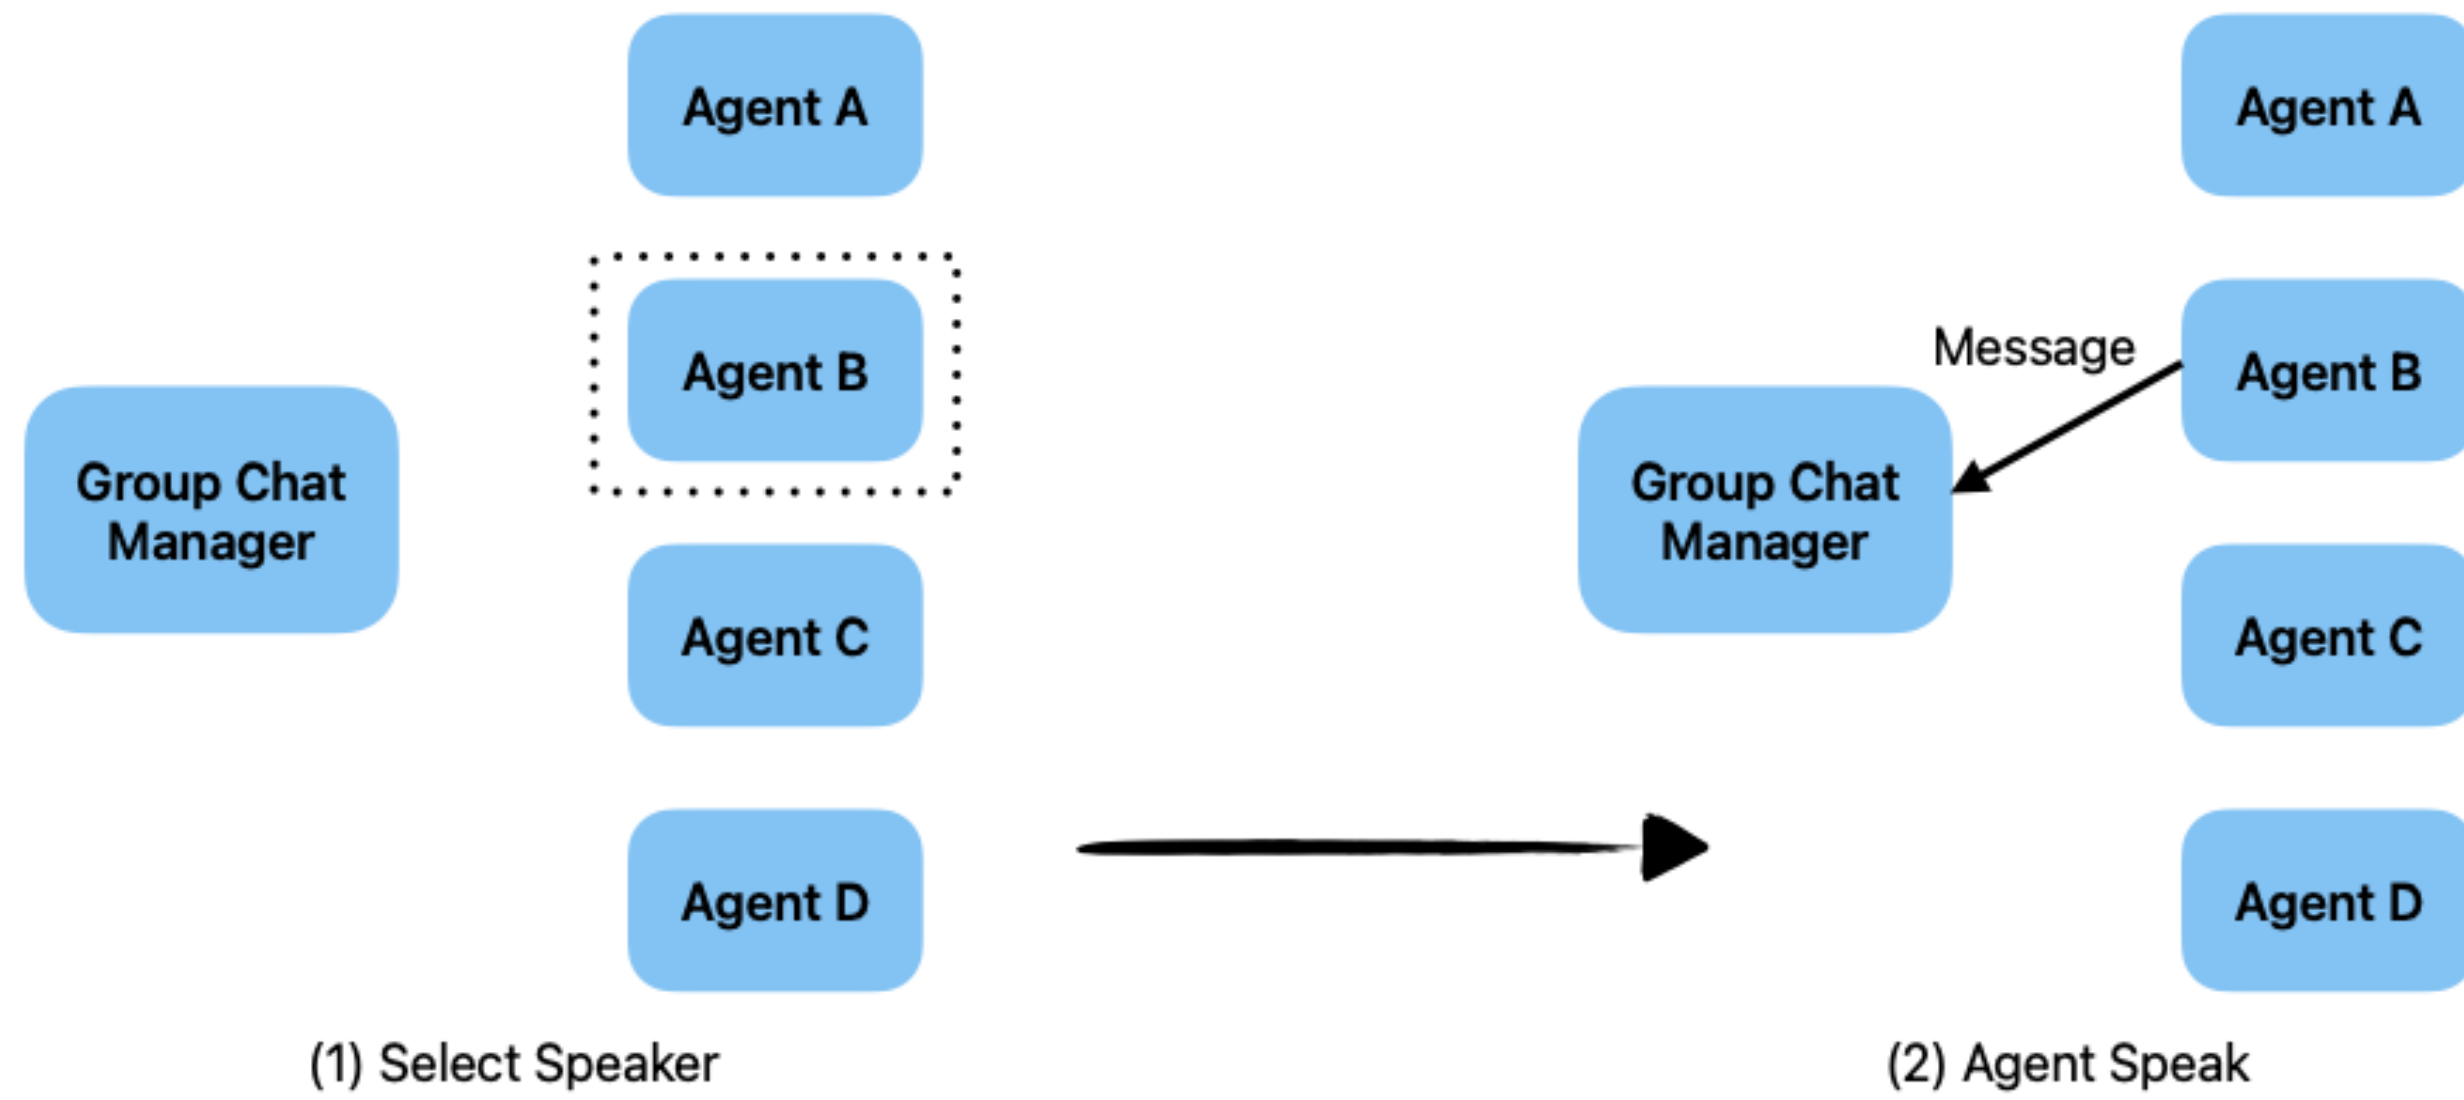 Agent A
Agent B
Group Chat
Manager
Agent C
Agent D
(1) Select Speaker
Agent A
Message
Agent B
Group Chat
Manager
Agent C
Agent D
(2) Agent Speak